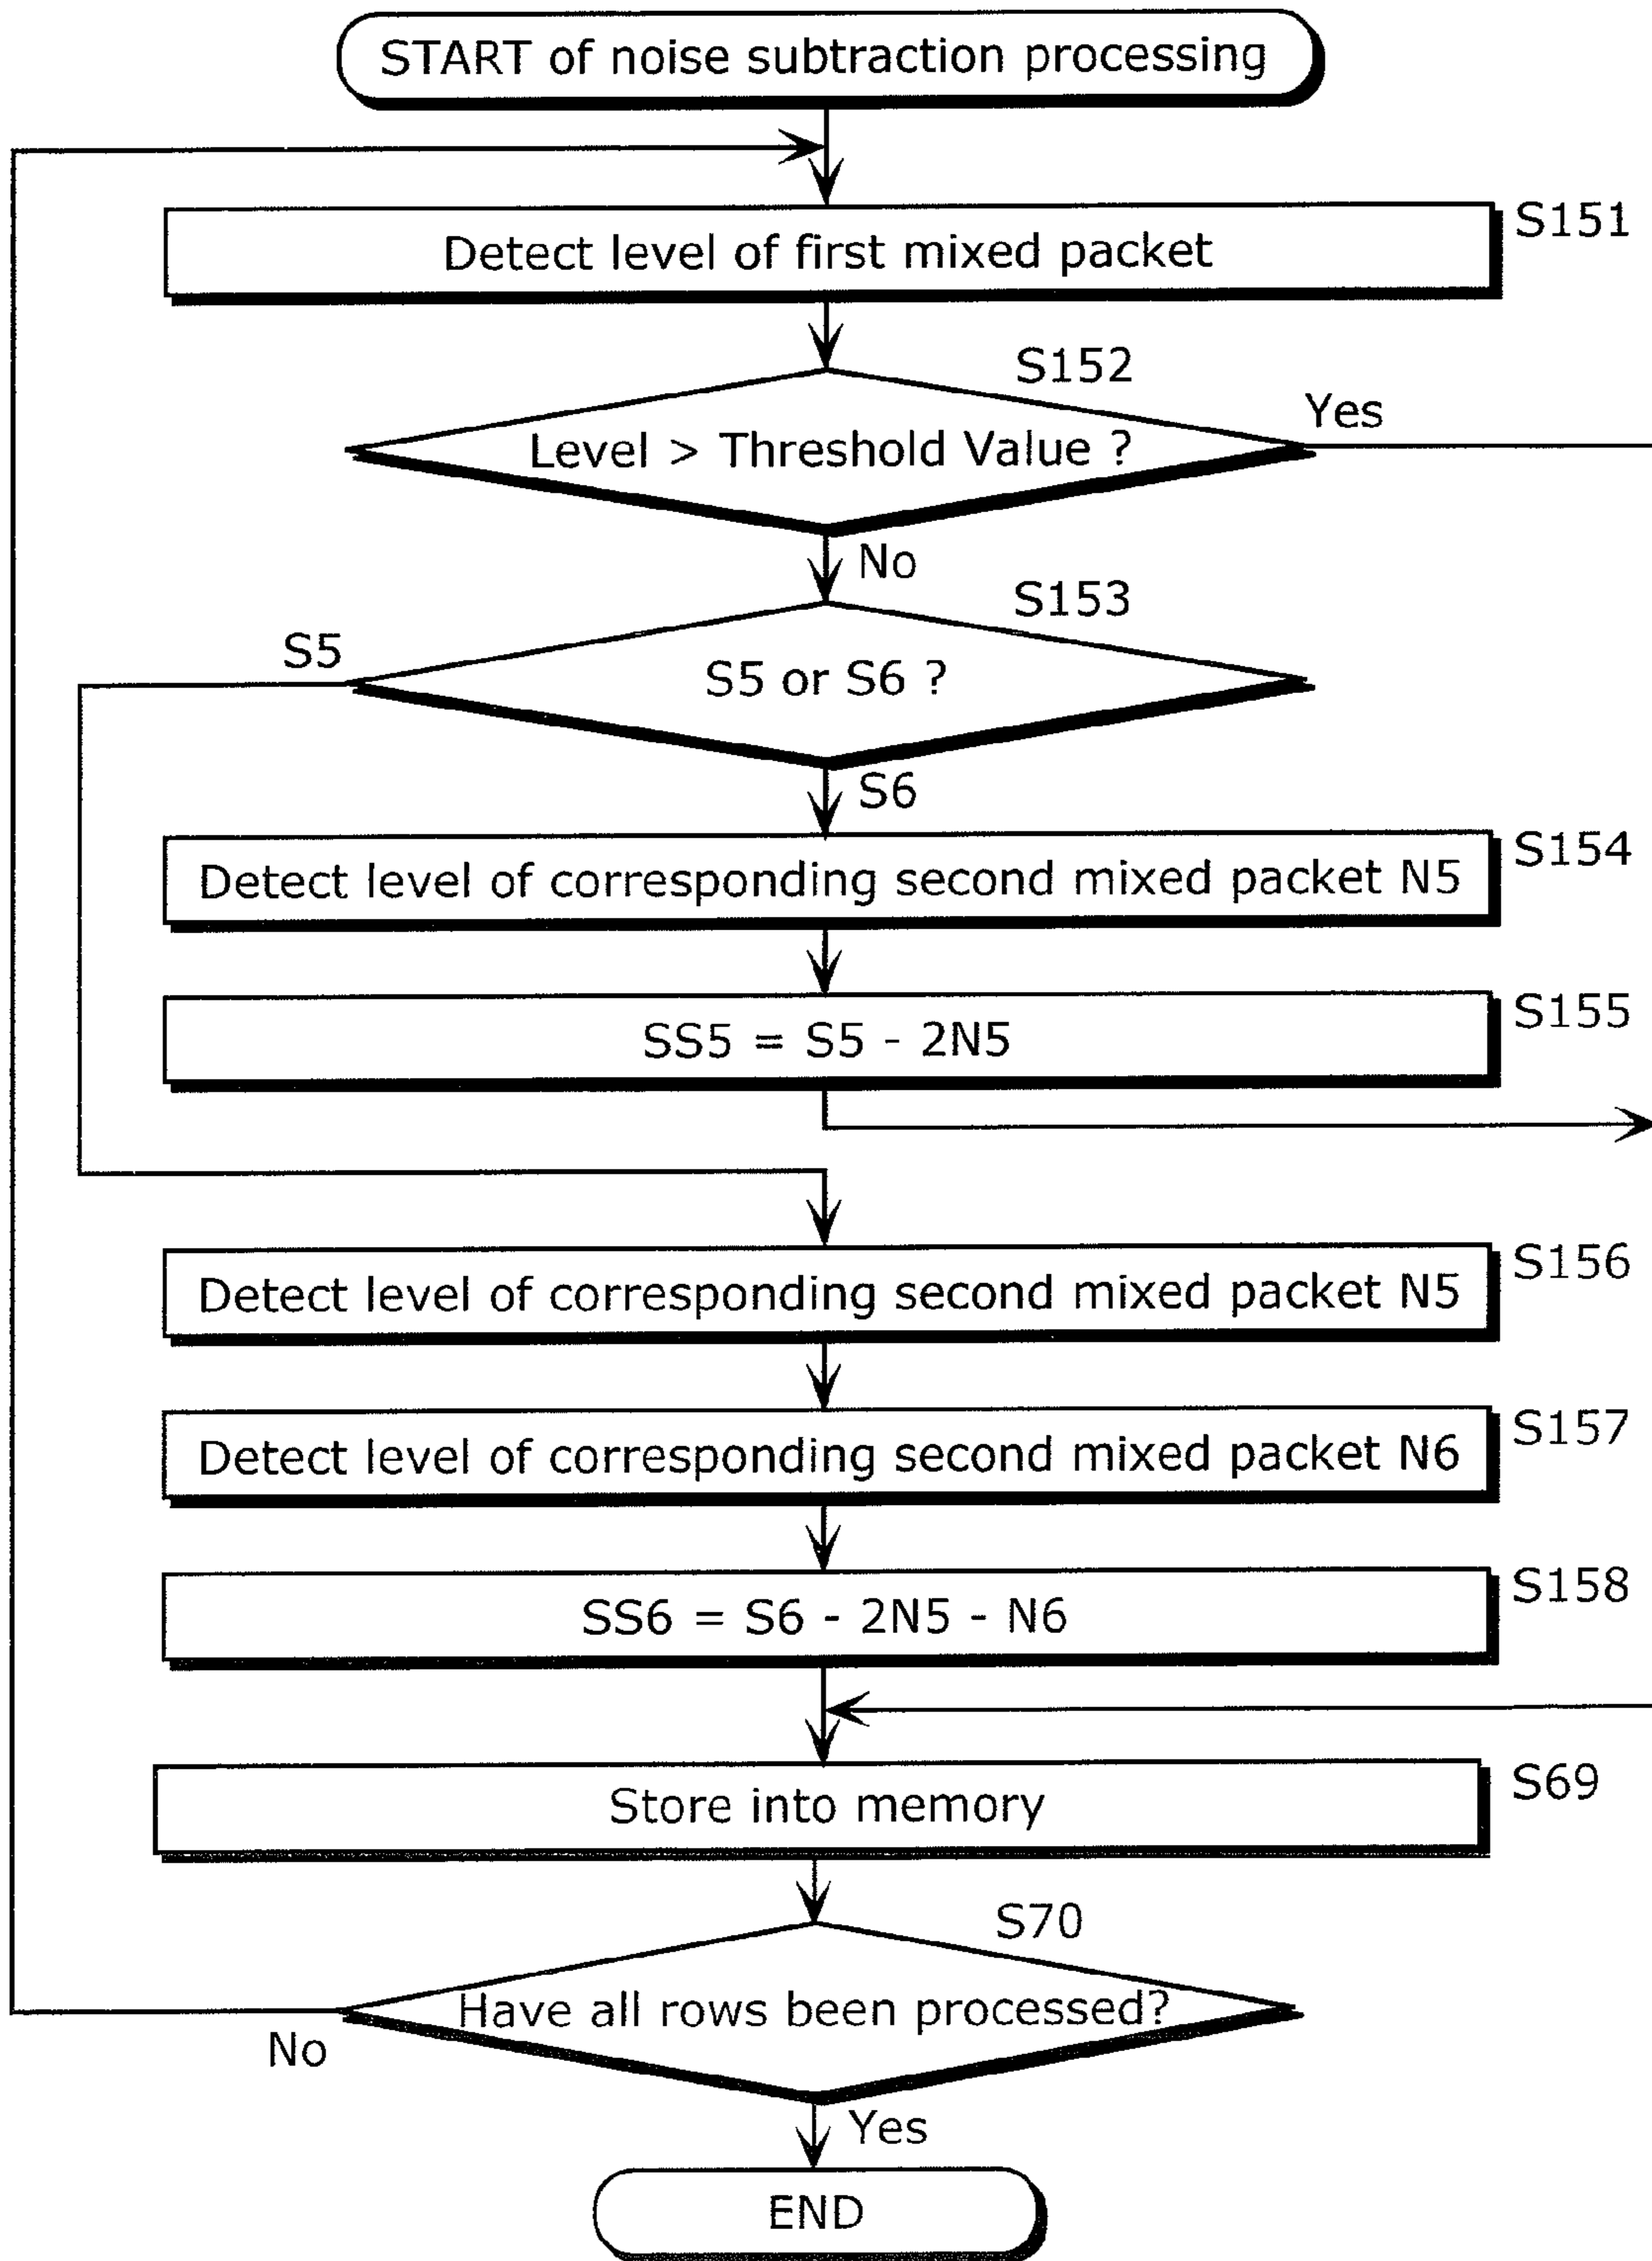 START of noise subtraction processing
S151
Detect level of first mixed packet
S152
Yes
Level > Threshold Value ?
No
S153
S5
S5 or S6 ?
S6
S154
Detect level of corresponding second mixed packet N5
S155
SS5 = S5 - 2N5
S156
Detect level of corresponding second mixed packet N5
S157
Detect level of corresponding second mixed packet N6
S158
SS6 = S6 - 2N5 - N6
S69
Store into memory
S70
Have all rows been processed?
No
Yes
END